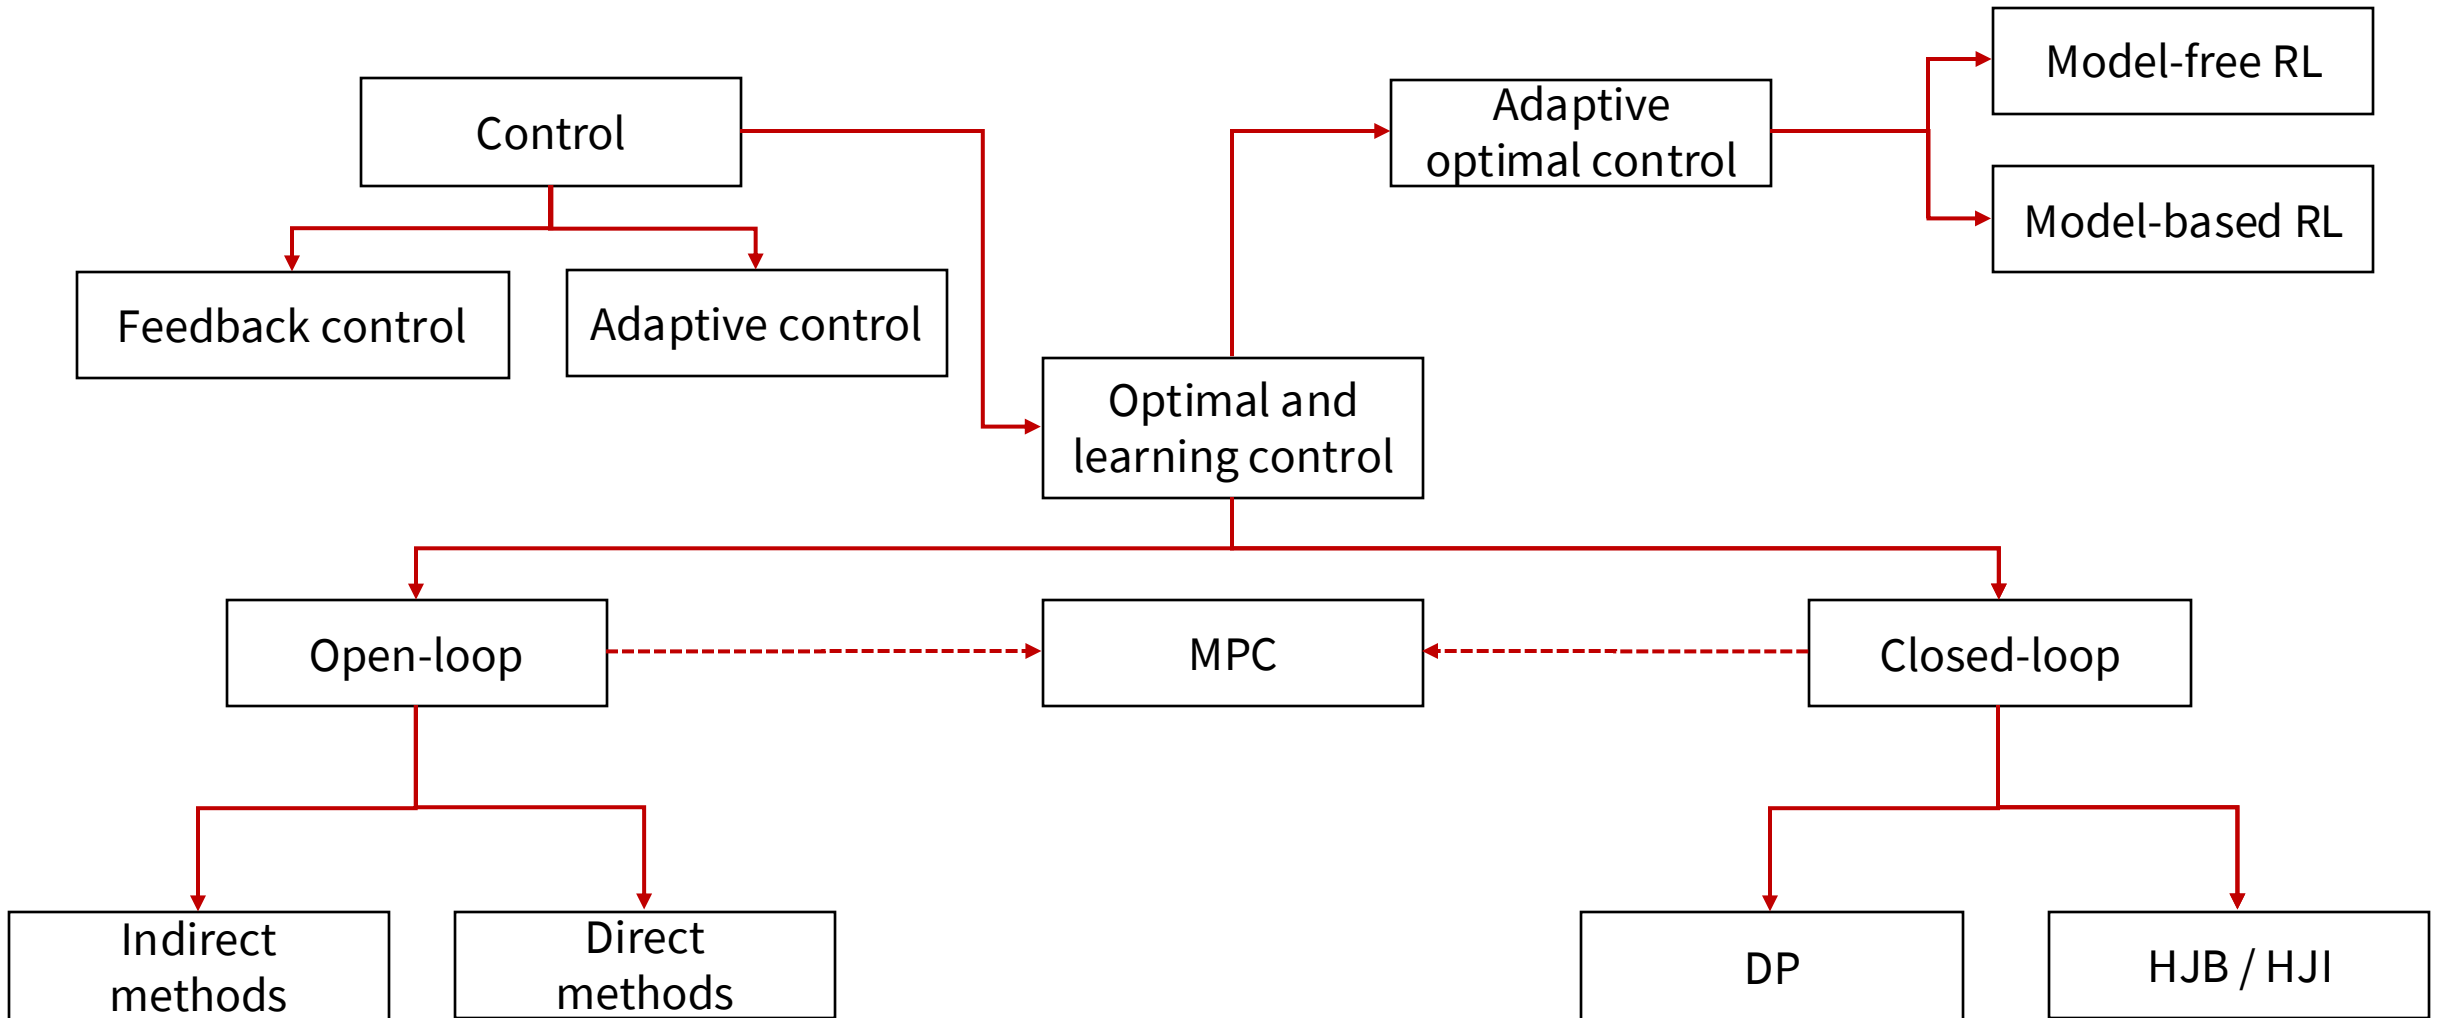 Model-free RL
Control
Adaptive
optimal control
Model-based RL
Feedback control
Adaptive control
Optimal and
learning control
Open-loop
MPC
Closed-loop
Indirect
methods
Direct
methods
DP
HJB / HJI